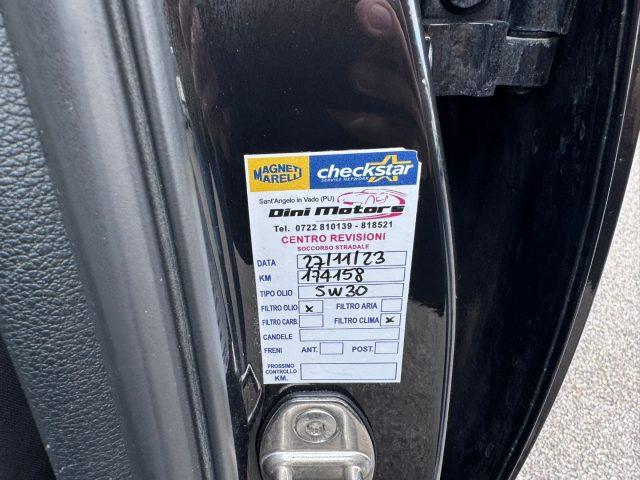 MAGNETI MARELLI
checkstar
SERVICE NETWORK
Sant'Angelo in Vado (PU)
Dini Motors
Tel. 0722 810139 - 818521
CENTRO REVISIONI
SOCCORSO STRADALE
DATA 27/11/23
KM 174158
TIPO OLIO 5W30
FILTRO OLIO x FILTRO ARIA
FILTRO CARB. FILTRO CLIMA x
CANDELE
FRENI ANT. POST.
PROSSIMO
CONTROLLO
KM.